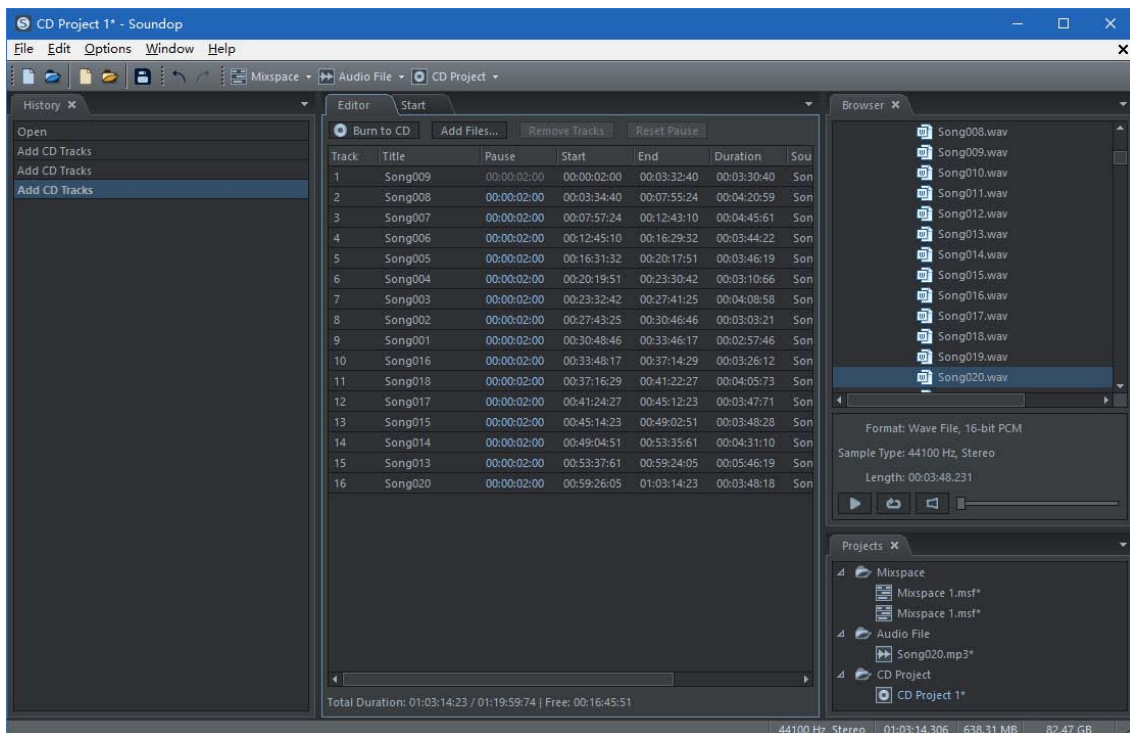 CD Project 1* - Soundop
File Edit Options Window Help
Mixspace Audio File CD Project
History
Open
Add CD Tracks
Add CD Tracks
Add CD Tracks
Editor Start
Burn to CD Add Files... Remove Tracks Reset Pause
Track Title Pause Start End Duration Sou
1 Song009 00:00:02:00 00:00:02:00 00:03:32:40 00:03:30:40 Son
2 Song008 00:00:02:00 00:03:34:40 00:07:55:24 00:04:20:59 Son
3 Song007 00:00:02:00 00:07:57:24 00:12:43:10 00:04:45:61 Son
4 Song006 00:00:02:00 00:12:45:10 00:16:29:32 00:03:44:22 Son
5 Song005 00:00:02:00 00:16:31:32 00:20:17:51 00:03:46:19 Son
6 Song004 00:00:02:00 00:20:19:51 00:23:30:42 00:03:10:66 Son
7 Song003 00:00:02:00 00:23:32:42 00:27:41:25 00:04:08:58 Son
8 Song002 00:00:02:00 00:27:43:25 00:30:46:46 00:03:03:21 Son
9 Song001 00:00:02:00 00:30:48:46 00:33:46:17 00:02:57:46 Son
10 Song016 00:00:02:00 00:33:48:17 00:37:14:29 00:03:26:12 Son
11 Song018 00:00:02:00 00:37:16:29 00:41:22:27 00:04:05:73 Son
12 Song017 00:00:02:00 00:41:24:27 00:45:12:23 00:03:47:71 Son
13 Song015 00:00:02:00 00:45:14:23 00:49:02:51 00:03:48:28 Son
14 Song014 00:00:02:00 00:49:04:51 00:53:35:61 00:04:31:10 Son
15 Song013 00:00:02:00 00:53:37:61 00:59:24:05 00:05:46:19 Son
16 Song020 00:00:02:00 00:59:26:05 01:03:14:23 00:03:48:18 Son
Total Duration: 01:03:14:23 / 01:19:59:74 | Free: 00:16:45:51
Browser
Song008.wav
Song009.wav
Song010.wav
Song011.wav
Song012.wav
Song013.wav
Song014.wav
Song015.wav
Song016.wav
Song017.wav
Song018.wav
Song019.wav
Song020.wav
Format: Wave File, 16-bit PCM
Sample Type: 44100 Hz, Stereo
Length: 00:03:48.231
Projects
Mixspace
Mixspace 1.msf*
Mixspace 1.msf*
Audio File
Song020.mp3*
CD Project
CD Project 1*
44100 Hz, Stereo 01:03:14.306 638.31 MB 82.47 GB